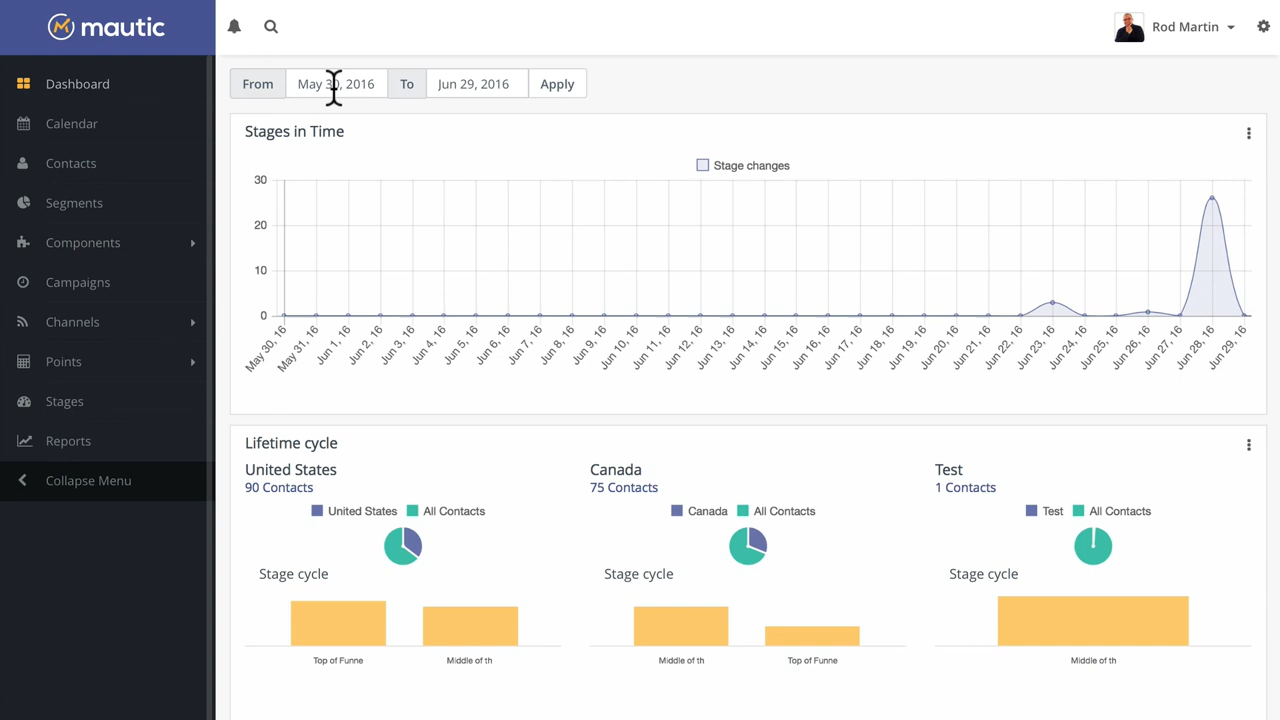 mautic
Rod Martin
Dashboard
Calendar
Contacts
Segments
Components
Campaigns
Channels
Points
Stages
Reports
Collapse Menu
From May 30, 2016 To Jun 29, 2016 Apply
Stages in Time
Stage changes
30
20
10
0
May 30, 16 May 31, 16 Jun 1, 16 Jun 2, 16 Jun 3, 16 Jun 4, 16 Jun 5, 16 Jun 6, 16 Jun 7, 16 Jun 8, 16 Jun 9, 16 Jun 10, 16 Jun 11, 16 Jun 12, 16 Jun 13, 16 Jun 14, 16 Jun 15, 16 Jun 16, 16 Jun 17, 16 Jun 18, 16 Jun 19, 16 Jun 20, 16 Jun 21, 16 Jun 22, 16 Jun 23, 16 Jun 24, 16 Jun 25, 16 Jun 26, 16 Jun 27, 16 Jun 28, 16 Jun 29, 16
Lifetime cycle
United States
90 Contacts
United States All Contacts
Stage cycle
Top of Funne Middle of th
Canada
75 Contacts
Canada All Contacts
Stage cycle
Middle of th Top of Funne
Test
1 Contacts
Test All Contacts
Stage cycle
Middle of th